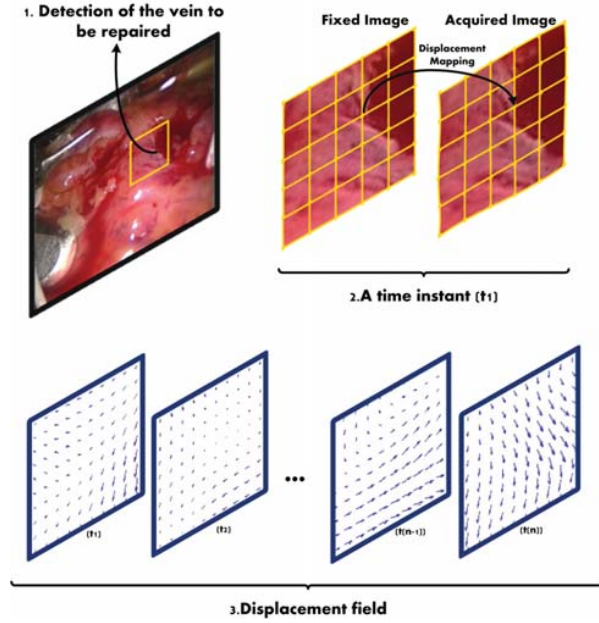 1. Detection of the vein to
be repaired
Fixed Image
Acquired Image
Displacement
Mapping
2.A time instant (t1)
(t1)
(t2)
...
(t(n-1))
(t(n))
3.Displacement field